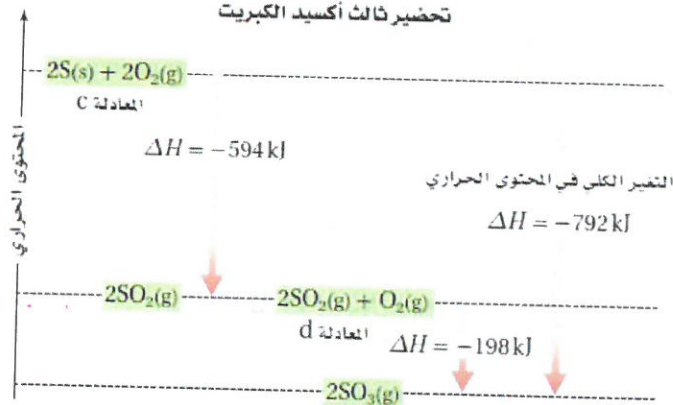 تحضير ثالث أكسيد الكبريت
2S(s) + 2O₂(g)
المعادلة c
ΔH = −594 kJ
التغير الكلي في المحتوى الحراري
ΔH = −792 kJ
المحتوى الحراري
2SO₂(g)
2SO₂(g) + O₂(g)
المعادلة d
ΔH = −198 kJ
2SO₃(g)